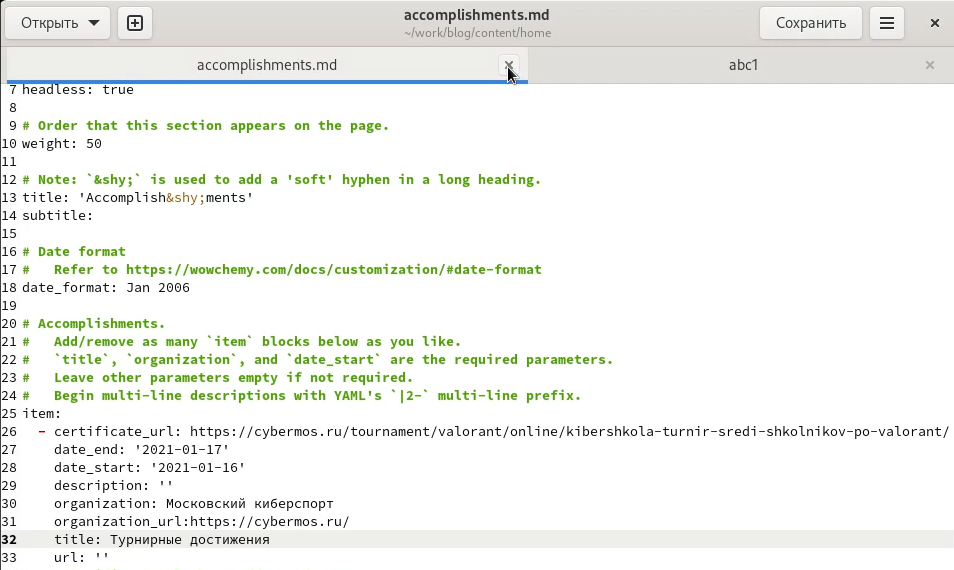 Открыть
accomplishments.md
~/work/blog/content/home
Сохранить
accomplishments.md
abc1
7 headless: true
8
9 # Order that this section appears on the page.
10 weight: 50
11
12 # Note: `&shy;` is used to add a 'soft' hyphen in a long heading.
13 title: 'Accomplish&shy;ments'
14 subtitle:
15
16 # Date format
17 #   Refer to https://wowchemy.com/docs/customization/#date-format
18 date_format: Jan 2006
19
20 # Accomplishments.
21 #   Add/remove as many `item` blocks below as you like.
22 #   `title`, `organization`, and `date_start` are the required parameters.
23 #   Leave other parameters empty if not required.
24 #   Begin multi-line descriptions with YAML's `|2-` multi-line prefix.
25 item:
26   - certificate_url: https://cybermos.ru/tournament/valorant/online/kibershkola-turnir-sredi-shkolnikov-po-valorant/
27     date_end: '2021-01-17'
28     date_start: '2021-01-16'
29     description: ''
30     organization: Московский киберспорт
31     organization_url:https://cybermos.ru/
32     title: Турнирные достижения
33     url: ''